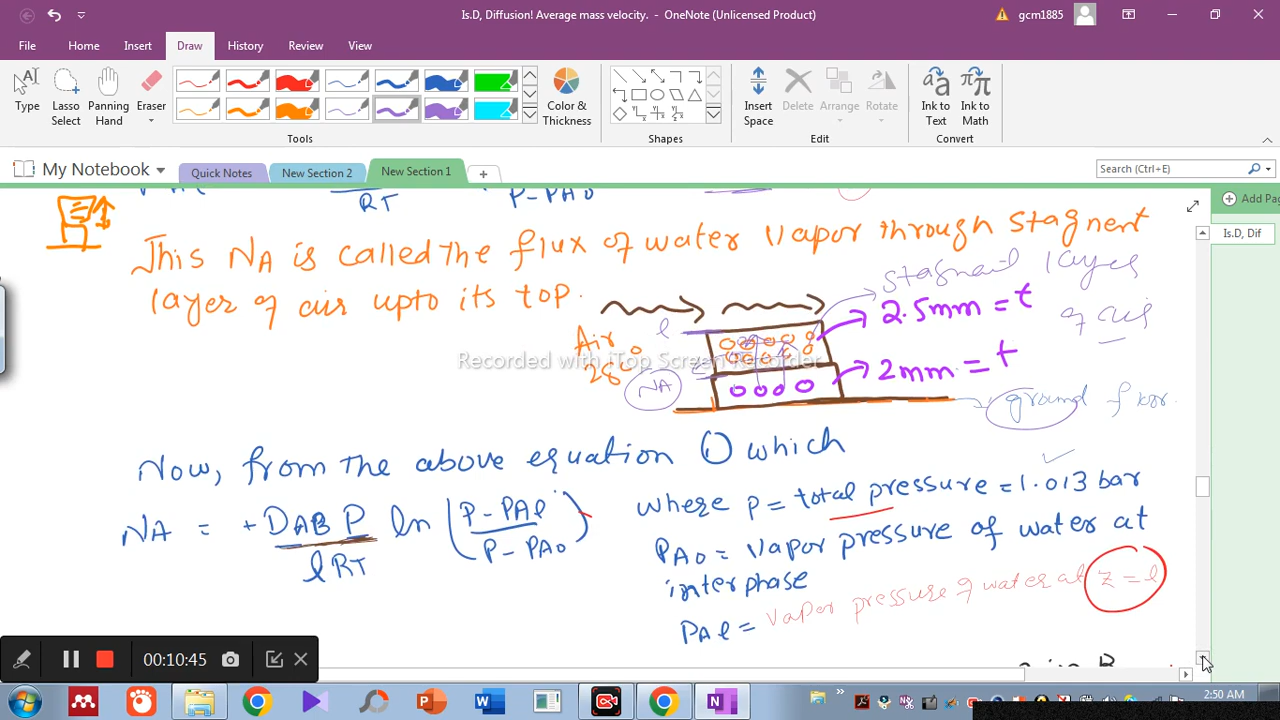 Is.D, Diffusion! Average mass velocity. - OneNote (Unlicensed Product)
gcm1885
File Home Insert Draw History Review View
Type
Lasso Select
Panning Hand
Eraser
Color & Thickness
Insert Space
Delete
Arrange
Rotate
Ink to Text
Ink to Math
Tools
Shapes
Edit
Convert
My Notebook
Quick Notes
New Section 2
New Section 1
Search (Ctrl+E)
Add Pag
Is.D, Dif
RT
P-PAo
This NA is called the flux of water vapor through stagnent
layer of air upto its top.
stagnant layer
of air
l
Air
28°
2.5mm = t
Recorded with iTop Screen Recorder
NA
2mm = t
ground floor.
Now, from the above equation ① which
NA = + DAB P / lRT ln (P-PAl / P-PAo)
where p = total pressure = 1.013 bar
PAo = vapor pressure of water at
interphase
PAl = vapor pressure of water at z = l
00:10:45
2:50 AM